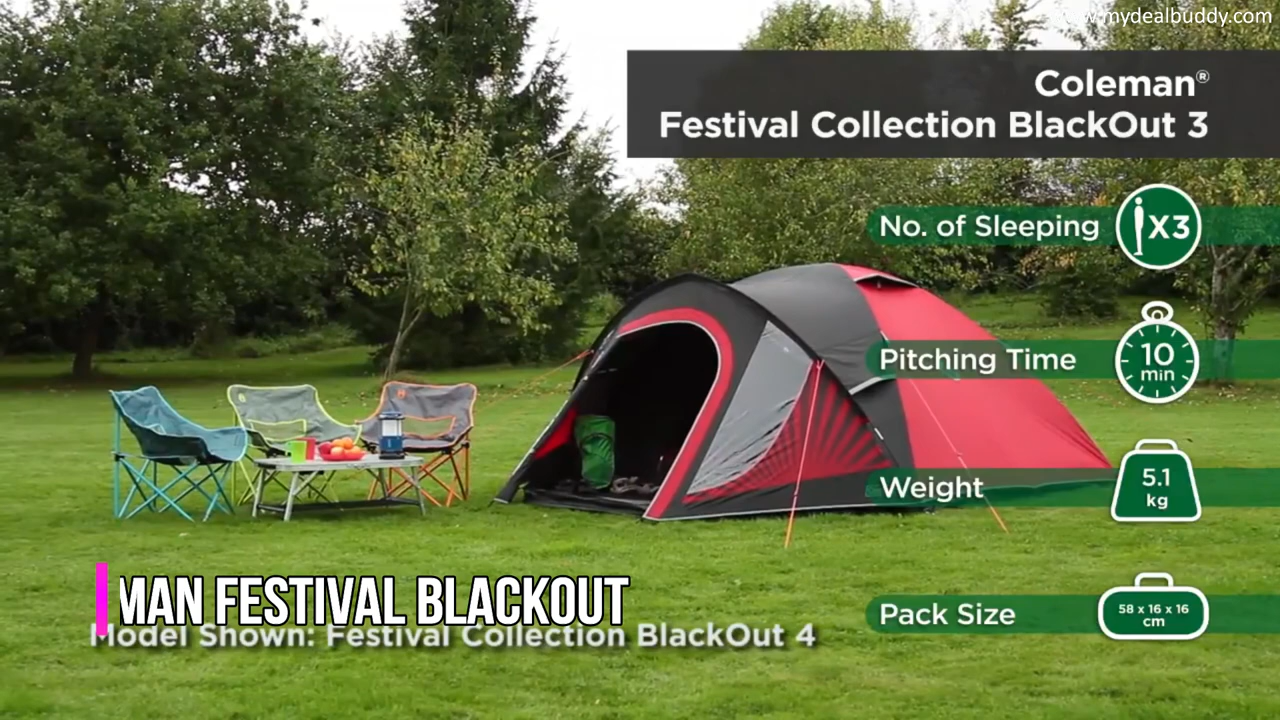 mydealbuddy.com
Coleman®
Festival Collection BlackOut 3
No. of Sleeping
X3
Pitching Time
10
min
Weight
5.1
kg
MAN FESTIVAL BLACKOUT
Model Shown: Festival Collection BlackOut 4
Pack Size
58 x 16 x 16
cm